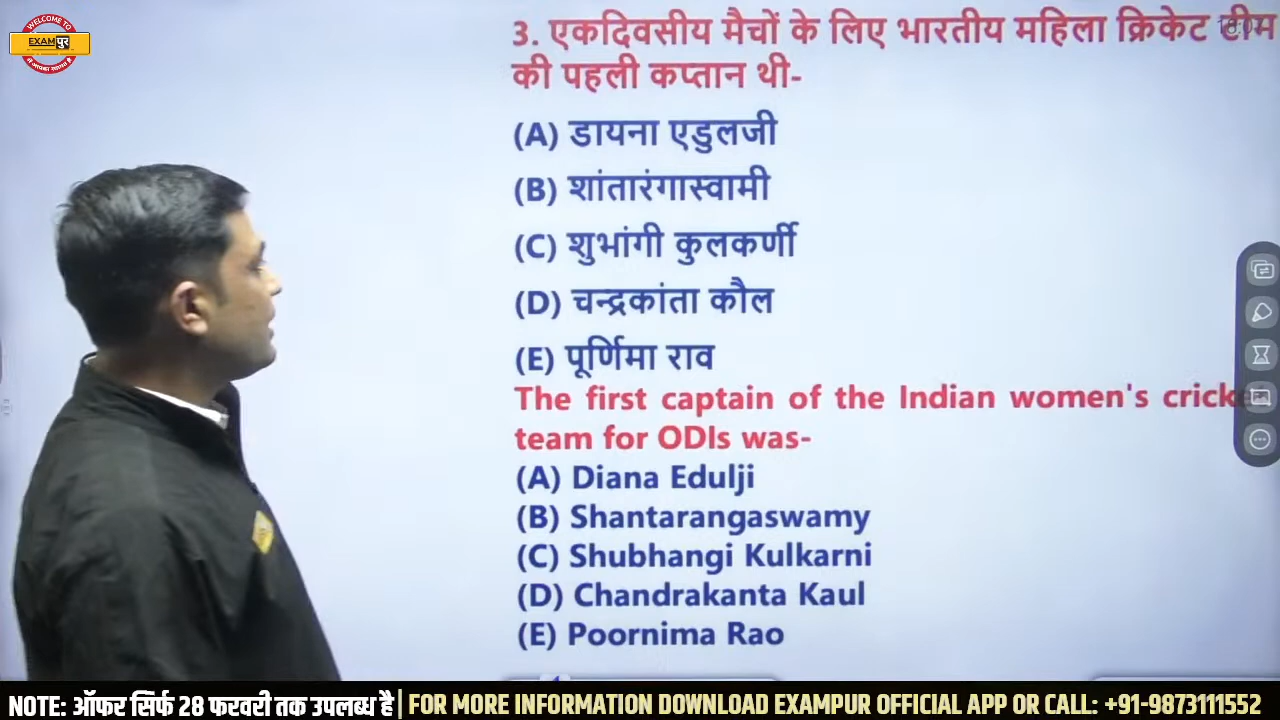 WELCOME TO
EXAMपुर
3. एकदिवसीय मैचों के लिए भारतीय महिला क्रिकेट टीम
की पहली कप्तान थी-
(A) डायना एडुलजी
(B) शांतारंगास्वामी
(C) शुभांगी कुलकर्णी
(D) चन्द्रकांता कौल
(E) पूर्णिमा राव
The first captain of the Indian women's
team for ODIs was-
(A) Diana Edulji
(B) Shantarangaswamy
(C) Shubhangi Kulkarni
(D) Chandrakanta Kaul
(E) Poornima Rao
NOTE: ऑफर सिर्फ 28 फरवरी तक उपलब्ध है | FOR MORE INFORMATION DOWNLOAD EXAMPUR OFFICIAL APP OR CALL: +91-9873111552